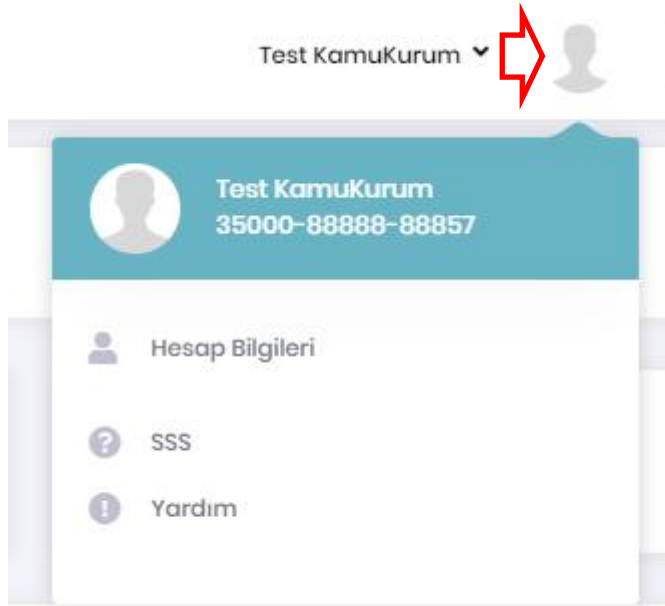 Test KamuKurum
Test KamuKurum
35000-88888-88857
Hesap Bilgileri
SSS
Yardım